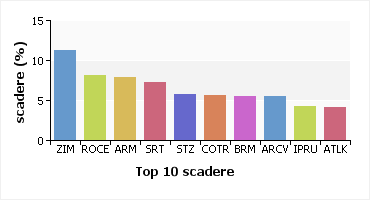 scadere (%)
15
10
5
0
ZIM ROCE ARM SRT STZ COTR BRM ARCV IPRU ATLK
Top 10 scadere